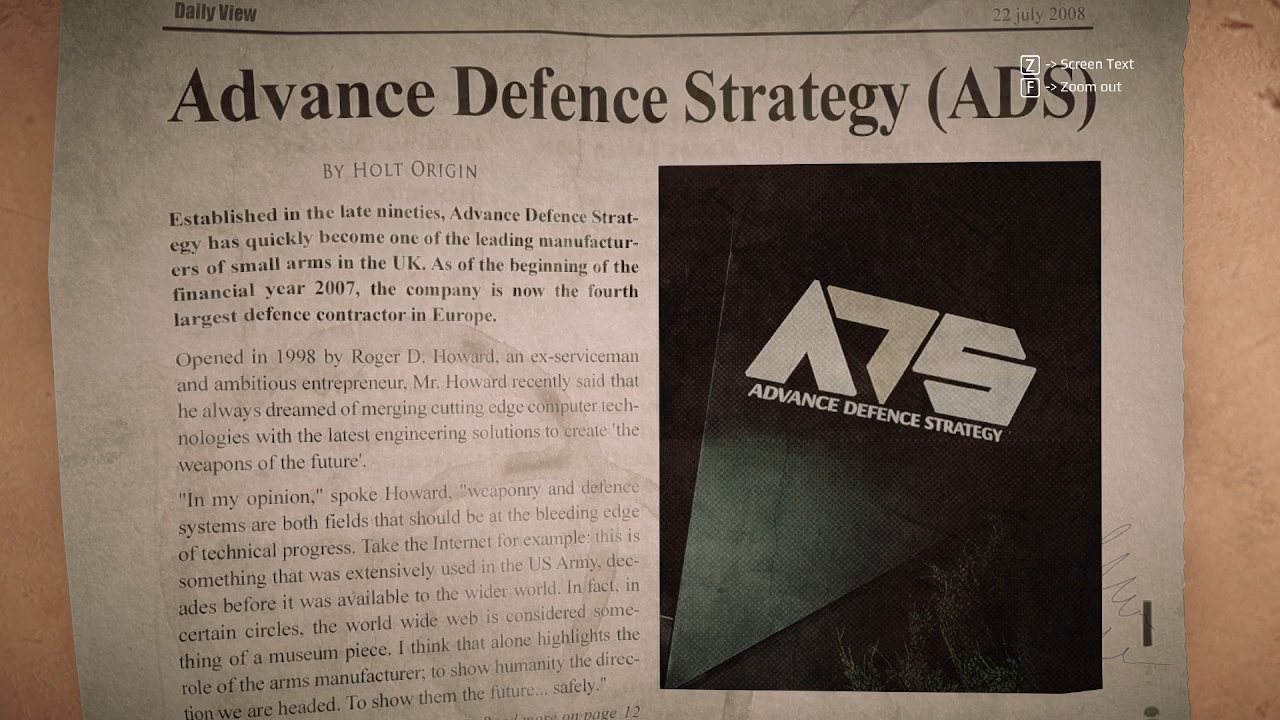 Daily View
22 july 2008
Z -> Screen Text
F -> Zoom out
Advance Defence Strategy (ADS)
BY HOLT ORIGIN
Established in the late nineties, Advance Defence Strat-
egy has quickly become one of the leading manufactur-
ers of small arms in the UK. As of the beginning of the
financial year 2007, the company is now the fourth
largest defence contractor in Europe.
Opened in 1998 by Roger D. Howard, an ex-serviceman
and ambitious entrepreneur, Mr. Howard recently said that
he always dreamed of merging cutting edge computer tech-
nologies with the latest engineering solutions to create 'the
weapons of the future'.
"In my opinion," spoke Howard, "weaponry and defence
systems are both fields that should be at the bleeding edge
of technical progress. Take the Internet for example: this is
something that was extensively used in the US Army, dec-
ades before it was available to the wider world. In fact, in
certain circles, the world wide web is considered some-
thing of a museum piece. I think that alone highlights the
role of the arms manufacturer; to show humanity the direc-
tion we are headed. To show them the future... safely."
Read more on page 12
ADS
ADVANCE DEFENCE STRATEGY